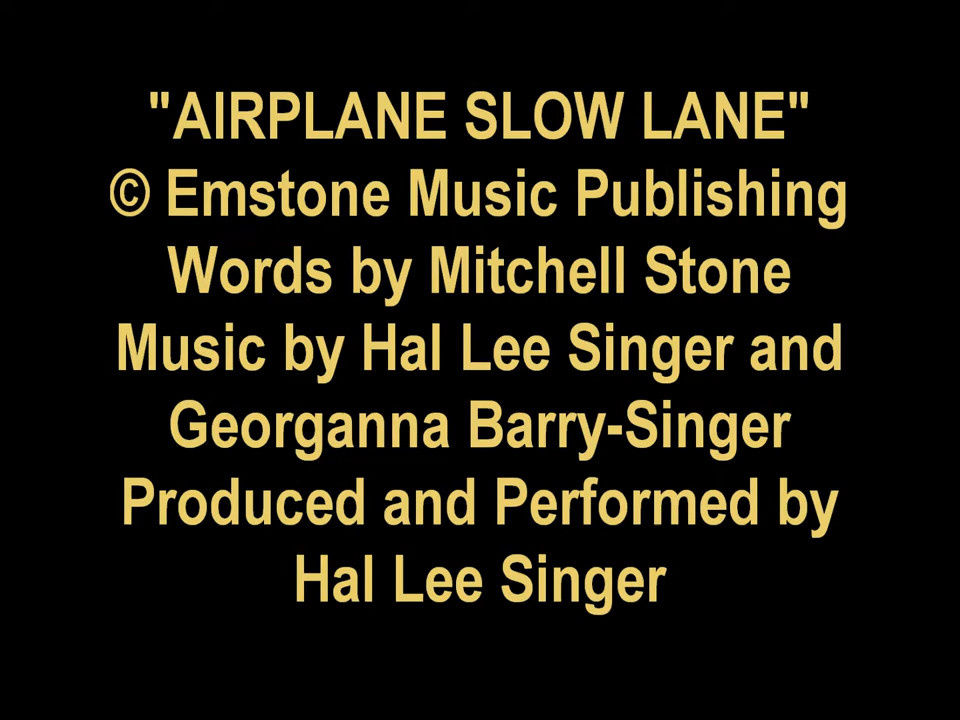 "AIRPLANE SLOW LANE"
© Emstone Music Publishing
Words by Mitchell Stone
Music by Hal Lee Singer and
Georganna Barry-Singer
Produced and Performed by
Hal Lee Singer